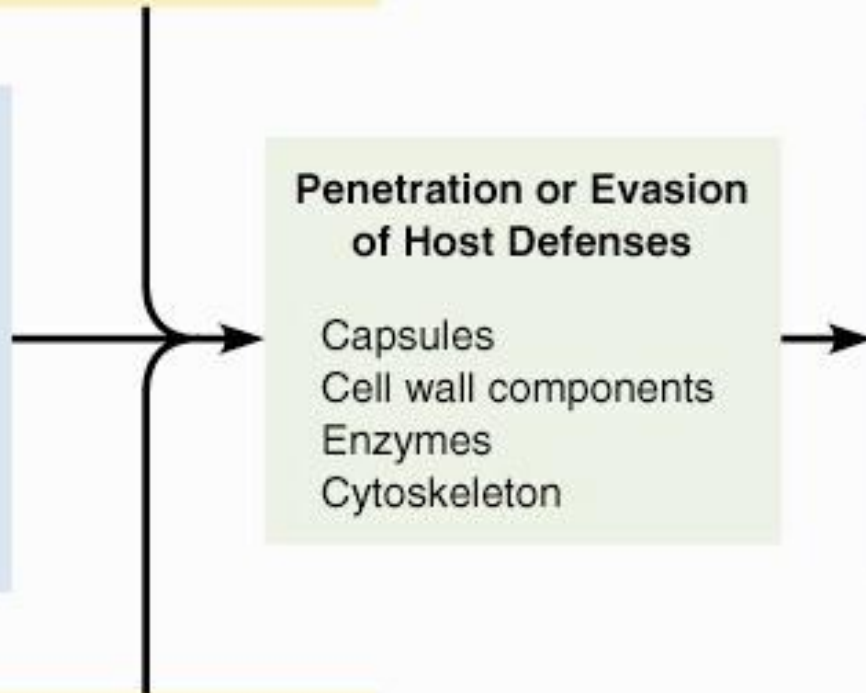 Penetration or Evasion
of Host Defenses
Capsules
Cell wall components
Enzymes
Cytoskeleton